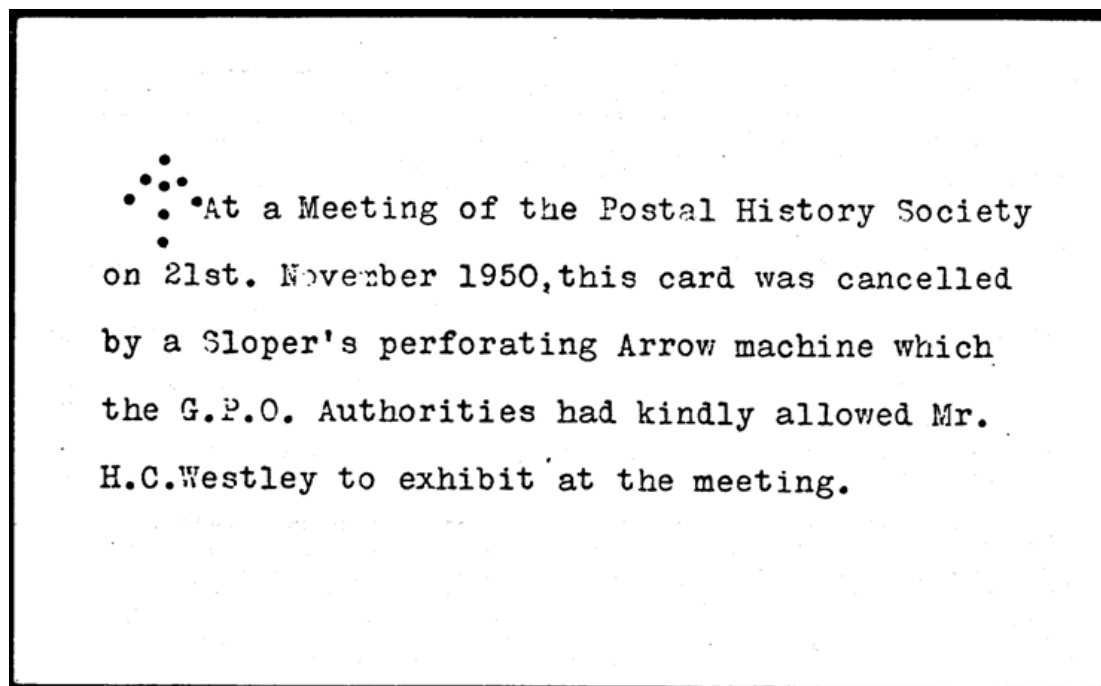 At a Meeting of the Postal History Society
on 21st. November 1950,this card was cancelled
by a Sloper's perforating Arrow machine which
the G.P.O. Authorities had kindly allowed Mr.
H.C.Westley to exhibit at the meeting.